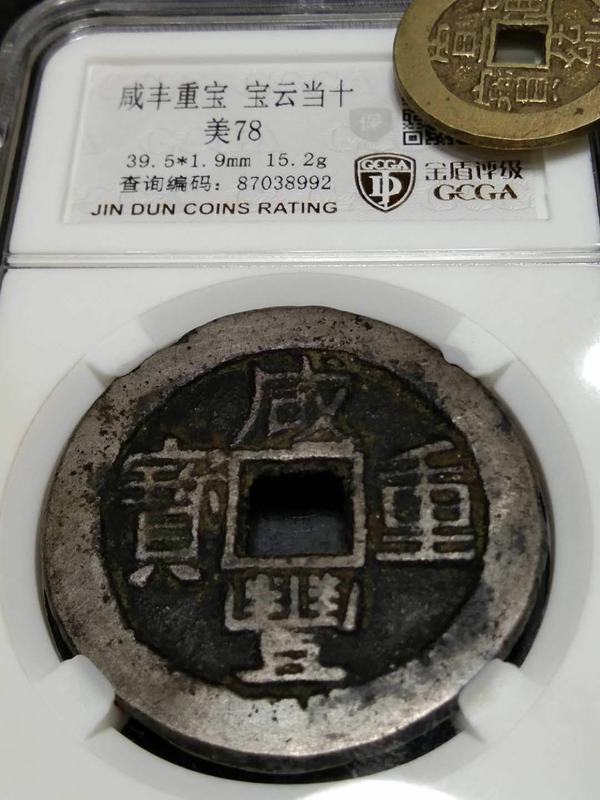 咸丰重宝 宝云当十
美78
39.5*1.9mm 15.2g
查询编码: 87038992
JIN DUN COINS RATING
GCGA
金盾评级
GCGA
咸
寶 重
豐